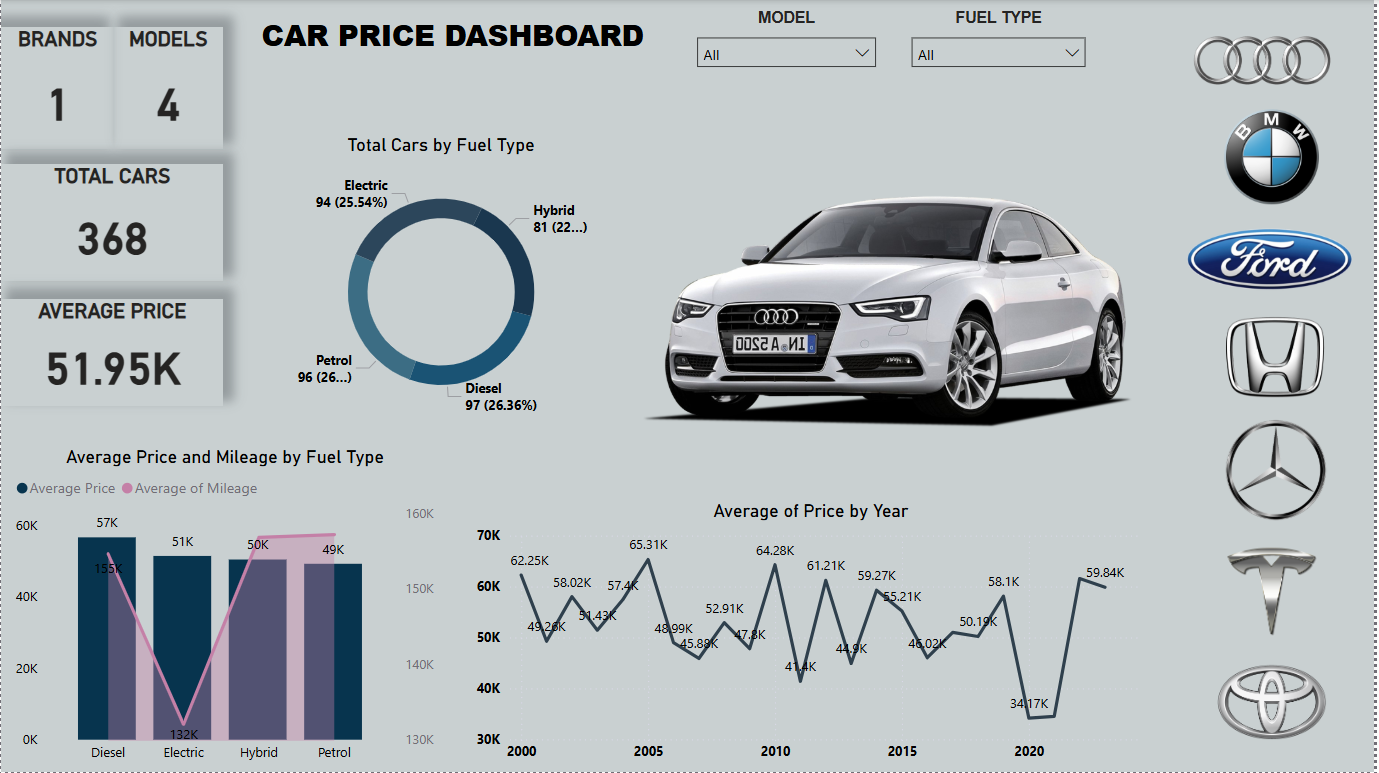 BRANDS
MODELS
1
4
TOTAL CARS
368
AVERAGE PRICE
51.95K
CAR PRICE DASHBOARD
MODEL
All
FUEL TYPE
All
Total Cars by Fuel Type
Electric
94 (25.54%)
Hybrid
81 (22...)
Petrol
96 (26...)
Diesel
97 (26.36%)
BMW
Ford
Average Price and Mileage by Fuel Type
Average Price
Average of Mileage
60K
40K
20K
0K
57K
51K
50K
49K
155K
132K
160K
150K
140K
130K
Diesel
Electric
Hybrid
Petrol
Average of Price by Year
70K
60K
50K
40K
30K
62.25K
49.26K
58.02K
51.43K
57.4K
65.31K
48.99K
45.88K
52.91K
47.8K
64.28K
41.4K
61.21K
44.9K
59.27K
55.21K
46.02K
50.19K
58.1K
34.17K
59.84K
2000
2005
2010
2015
2020